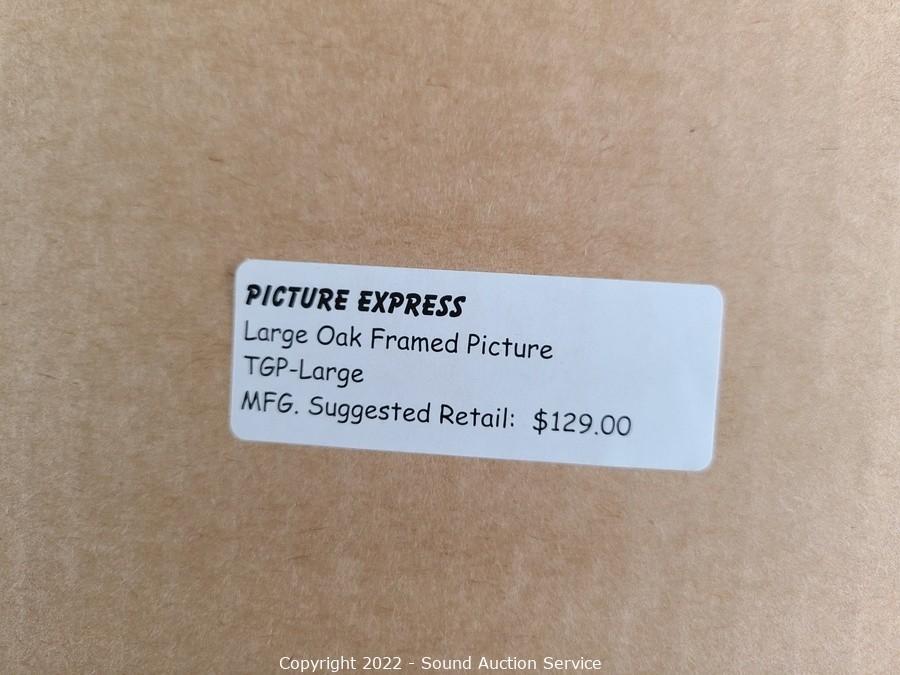 PICTURE EXPRESS
Large Oak Framed Picture
TGP-Large
MFG. Suggested Retail: $129.00
Copyright 2022 - Sound Auction Service